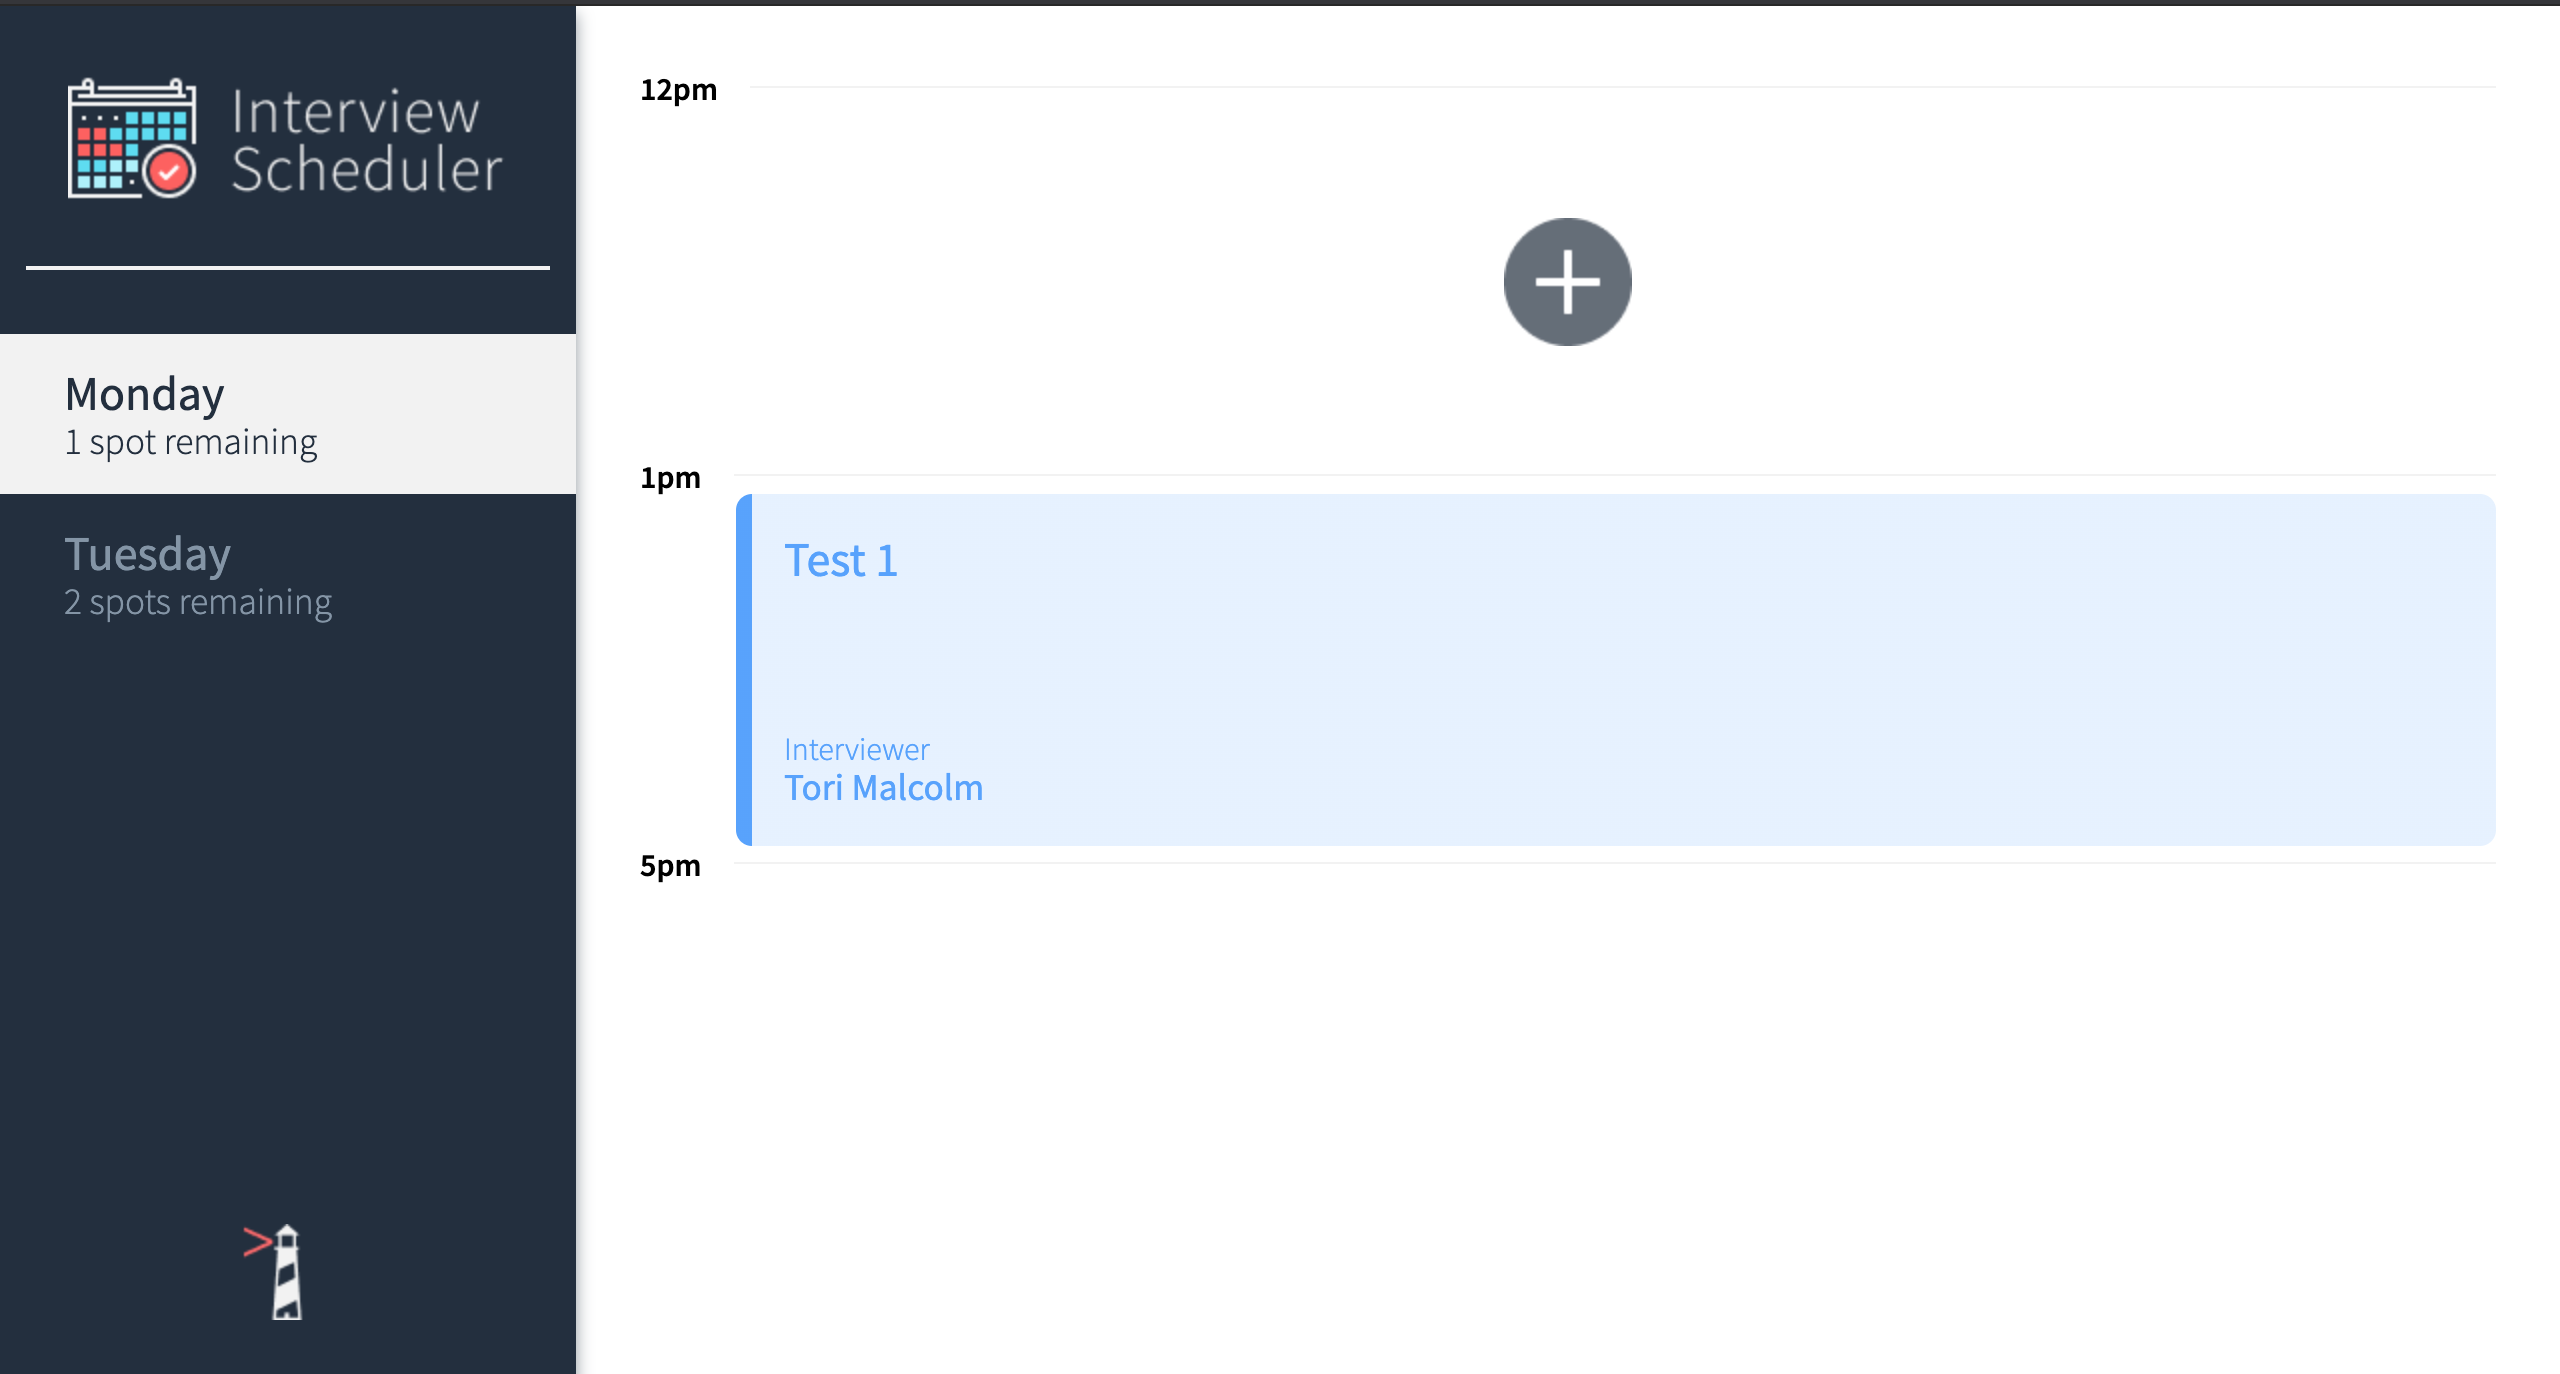 Interview
Scheduler
Monday
1 spot remaining
Tuesday
2 spots remaining
12pm
1pm
Test 1
Interviewer
Tori Malcolm
5pm